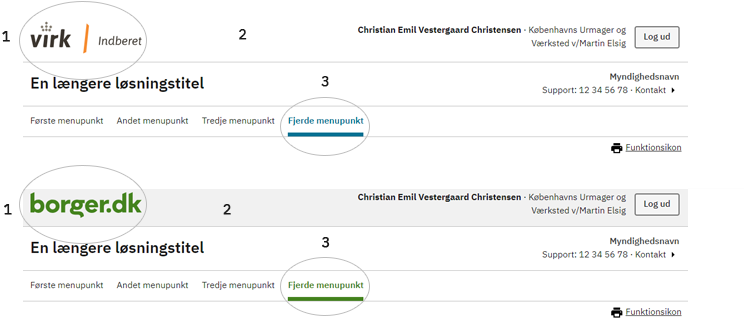 1
virk Indberet
2
Christian Emil Vestergaard Christensen · Københavns Urmager og
Værksted v/Martin Elsig
Log ud
En længere løsningstitel
3
Myndighedsnavn
Support: 12 34 56 78 · Kontakt
Første menupunkt Andet menupunkt Tredje menupunkt Fjerde menupunkt
Funktionsikon
1
borger.dk
2
Christian Emil Vestergaard Christensen · Københavns Urmager og
Værksted v/Martin Elsig
Log ud
En længere løsningstitel
3
Myndighedsnavn
Support: 12 34 56 78 · Kontakt
Første menupunkt Andet menupunkt Tredje menupunkt Fjerde menupunkt
Funktionsikon